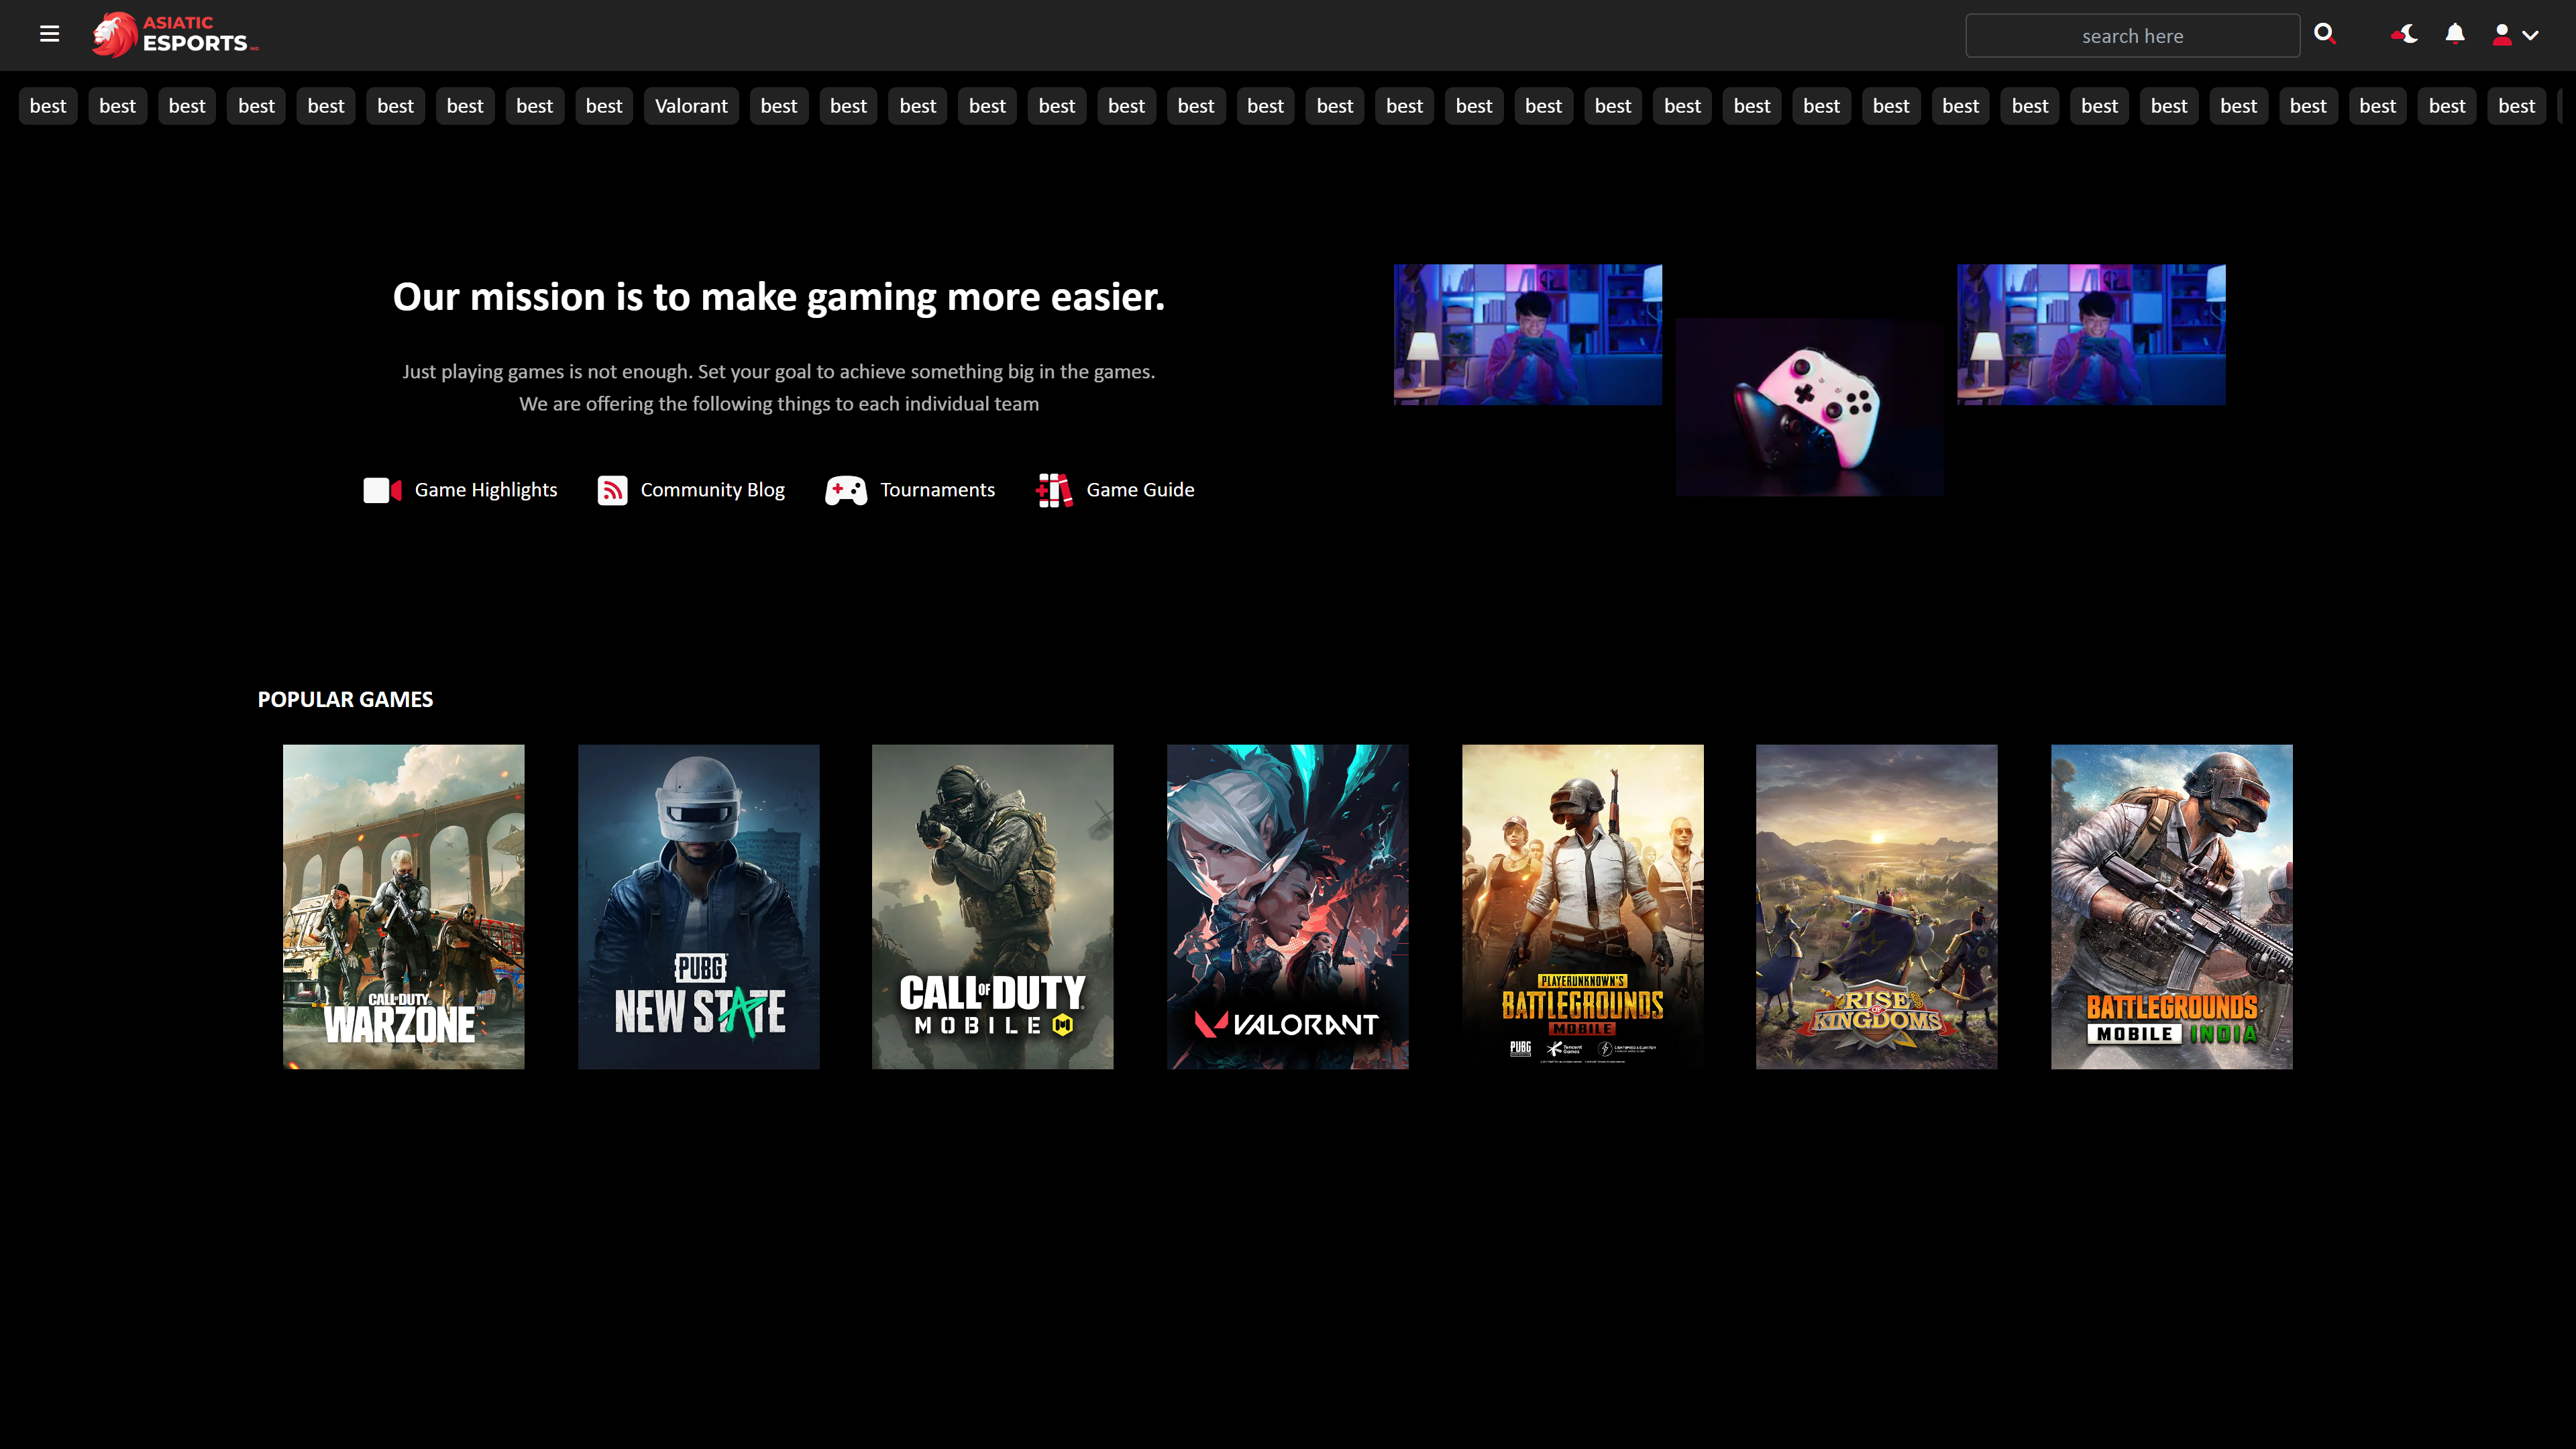 ASIATIC
ESPORTS
search here
best best best best best best best best best Valorant best best best best best best best best best best best best best best best best best best best best best best best best best best
Our mission is to make gaming more easier.
Just playing games is not enough. Set your goal to achieve something big in the games.
We are offering the following things to each individual team
Game Highlights Community Blog Tournaments Game Guide
POPULAR GAMES
CALL OF DUTY
WARZONE™
PUBG
NEW STATE
CALL OF DUTY
MOBILE
VALORANT
PLAYERUNKNOWN'S
BATTLEGROUNDS
MOBILE
PUBG Tencent Games
RISE OF KINGDOMS
BATTLEGROUNDS
MOBILE INDIA